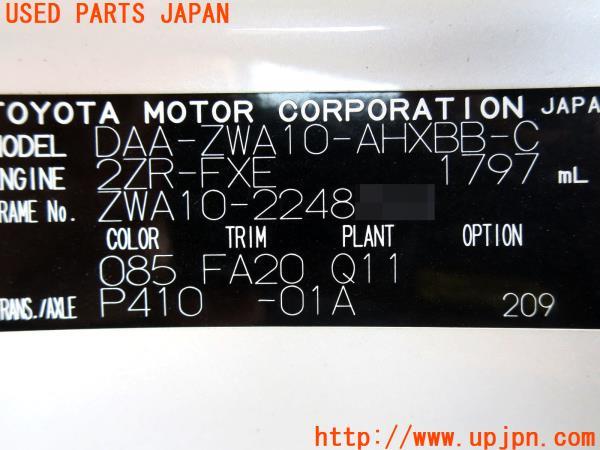 USED PARTS JAPAN
TOYOTA MOTOR CORPORATION JAPA
MODEL DAA-ZWA10-AHXBB-C
ENGINE 2ZR-FXE 1797 mL
FRAME No. ZWA10-2248
COLOR TRIM PLANT OPTION
085 FA20 Q11
TRANS./AXLE P410 -01A 209
http://www.upjpn.com